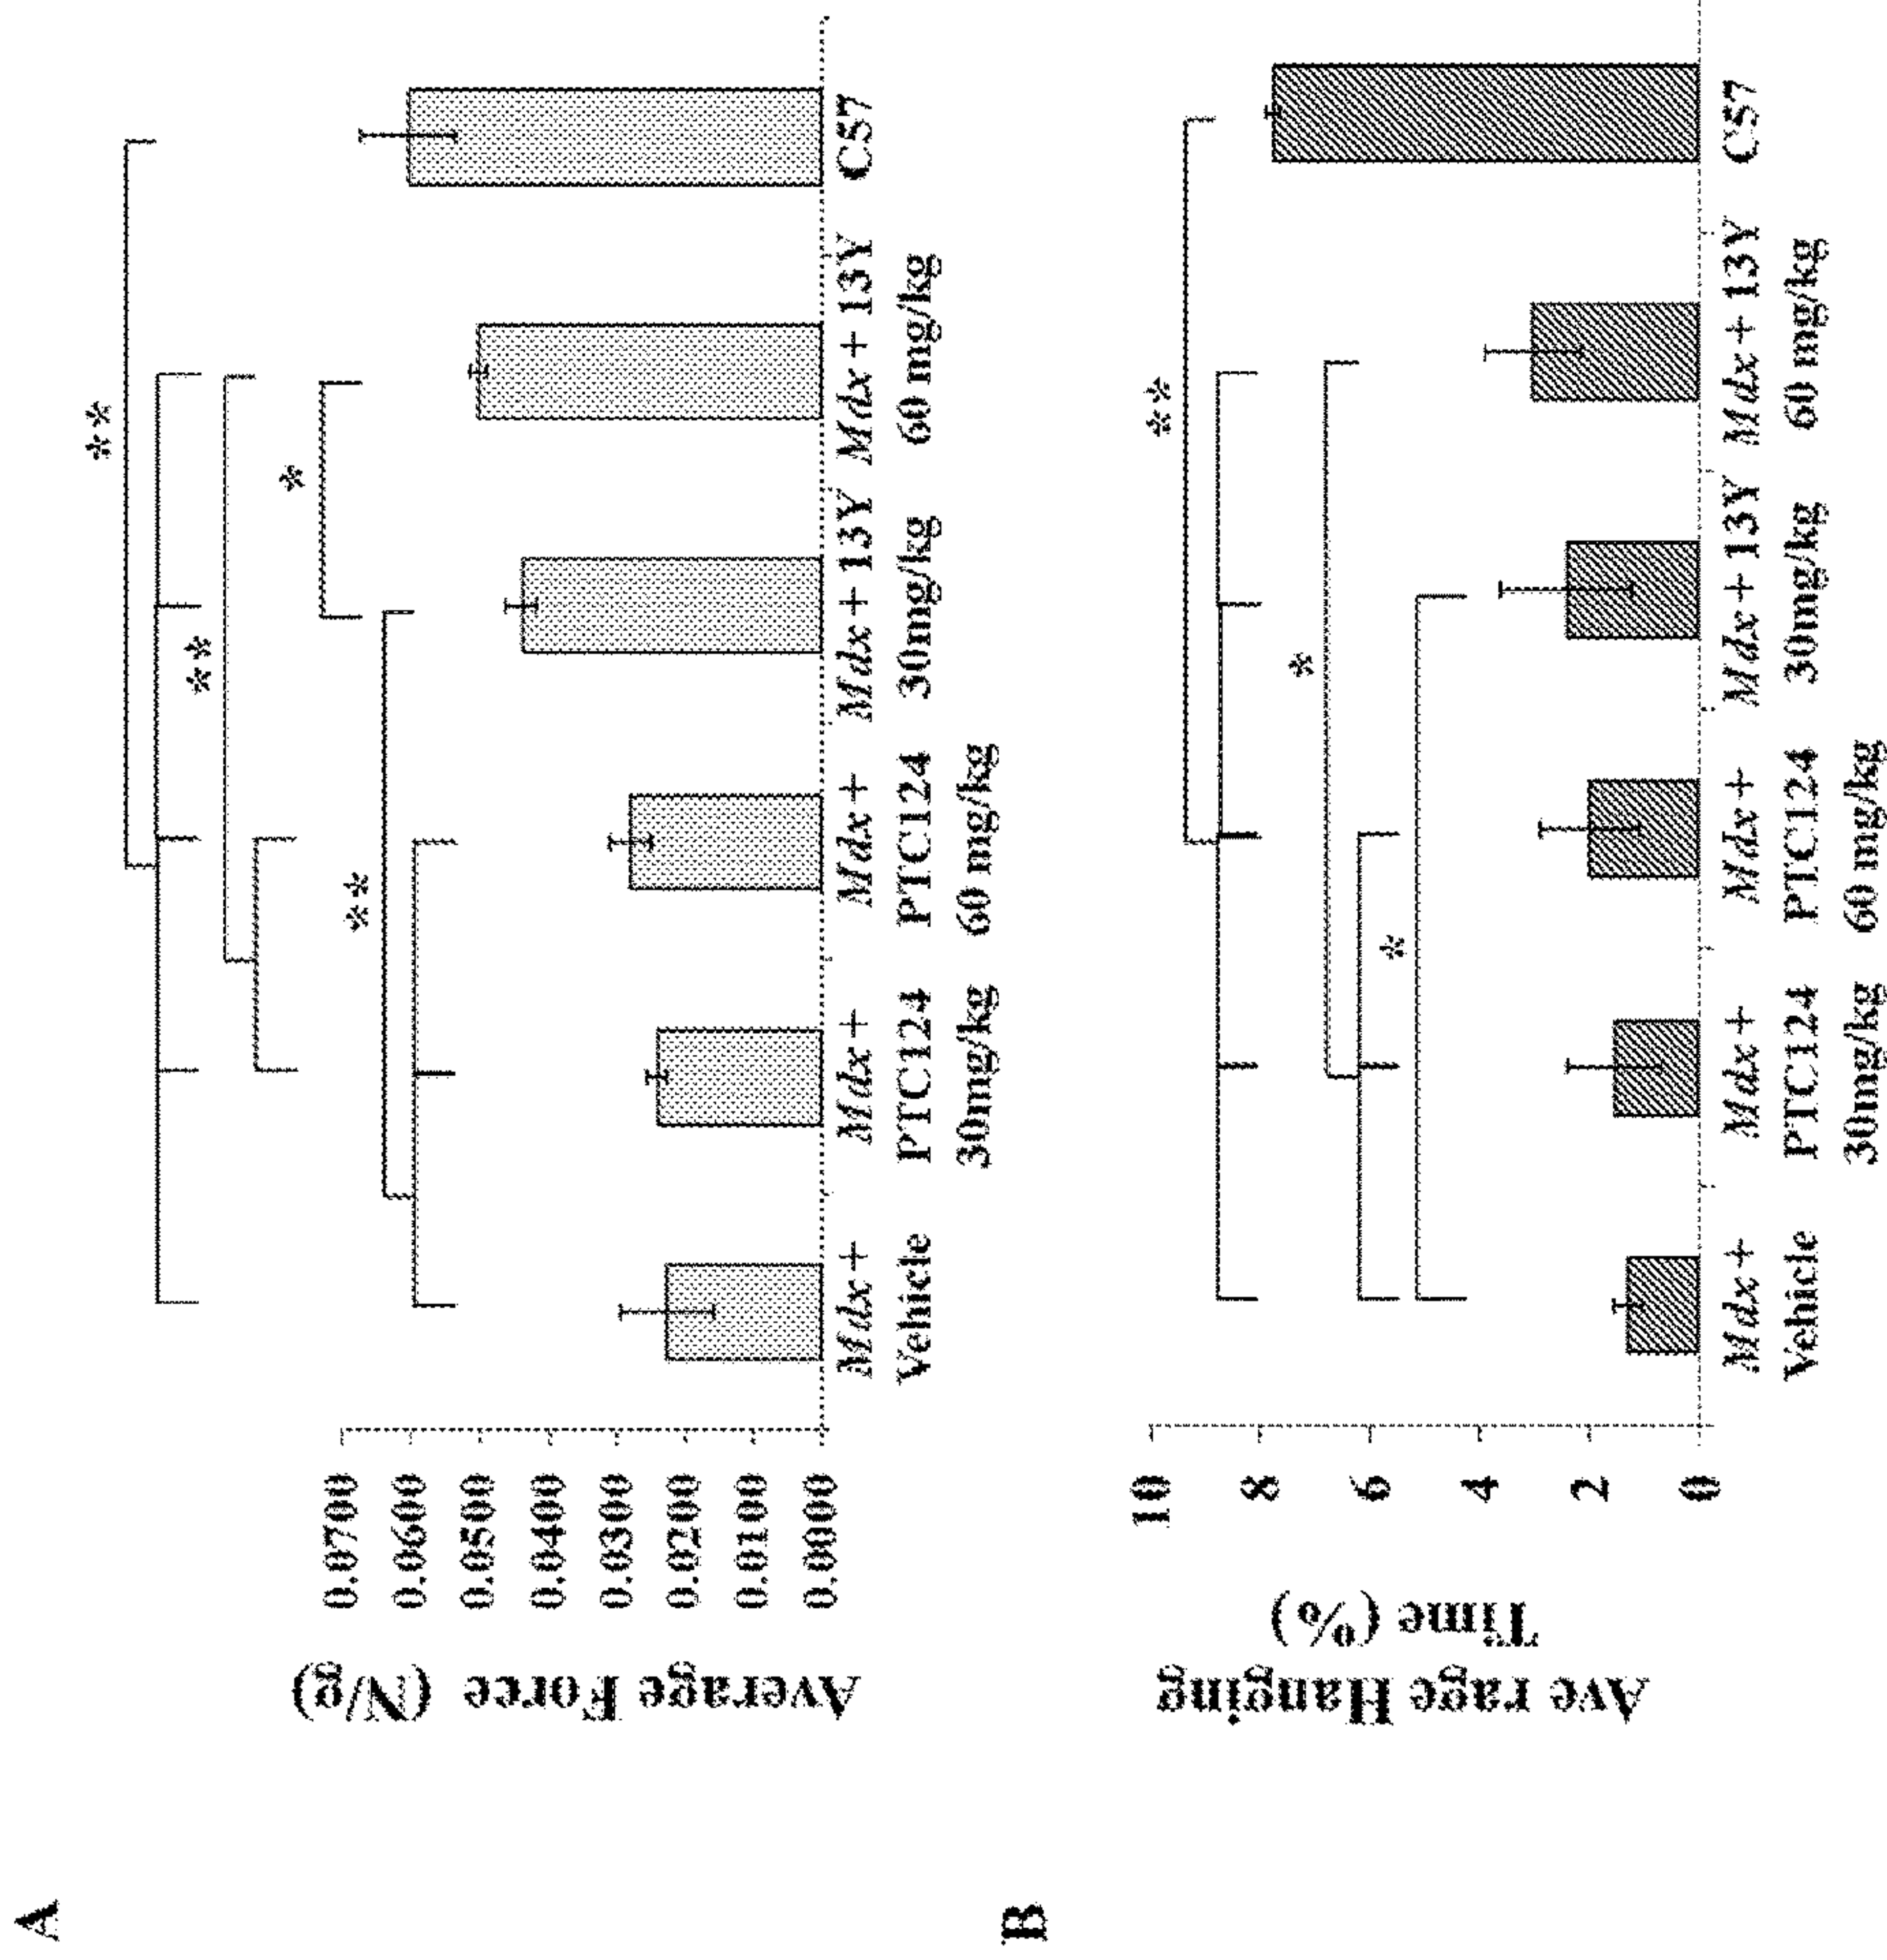 A
Average Force (N/g)
0.0700
0.0600
0.0500
0.0400
0.0300
0.0200
0.0100
0.0000
**
**
*
**
Mdx + Vehicle
Mdx + PTC124 30mg/kg
Mdx + PTC124 60 mg/kg
Mdx + 13Y 30mg/kg
Mdx + 13Y 60 mg/kg
C57
B
Ave rage Hanging
Time (%)
10
8
6
4
2
0
**
*
*
Mdx + Vehicle
Mdx + PTC124 30mg/kg
Mdx + PTC124 60 mg/kg
Mdx + 13Y 30mg/kg
Mdx + 13Y 60 mg/kg
C57